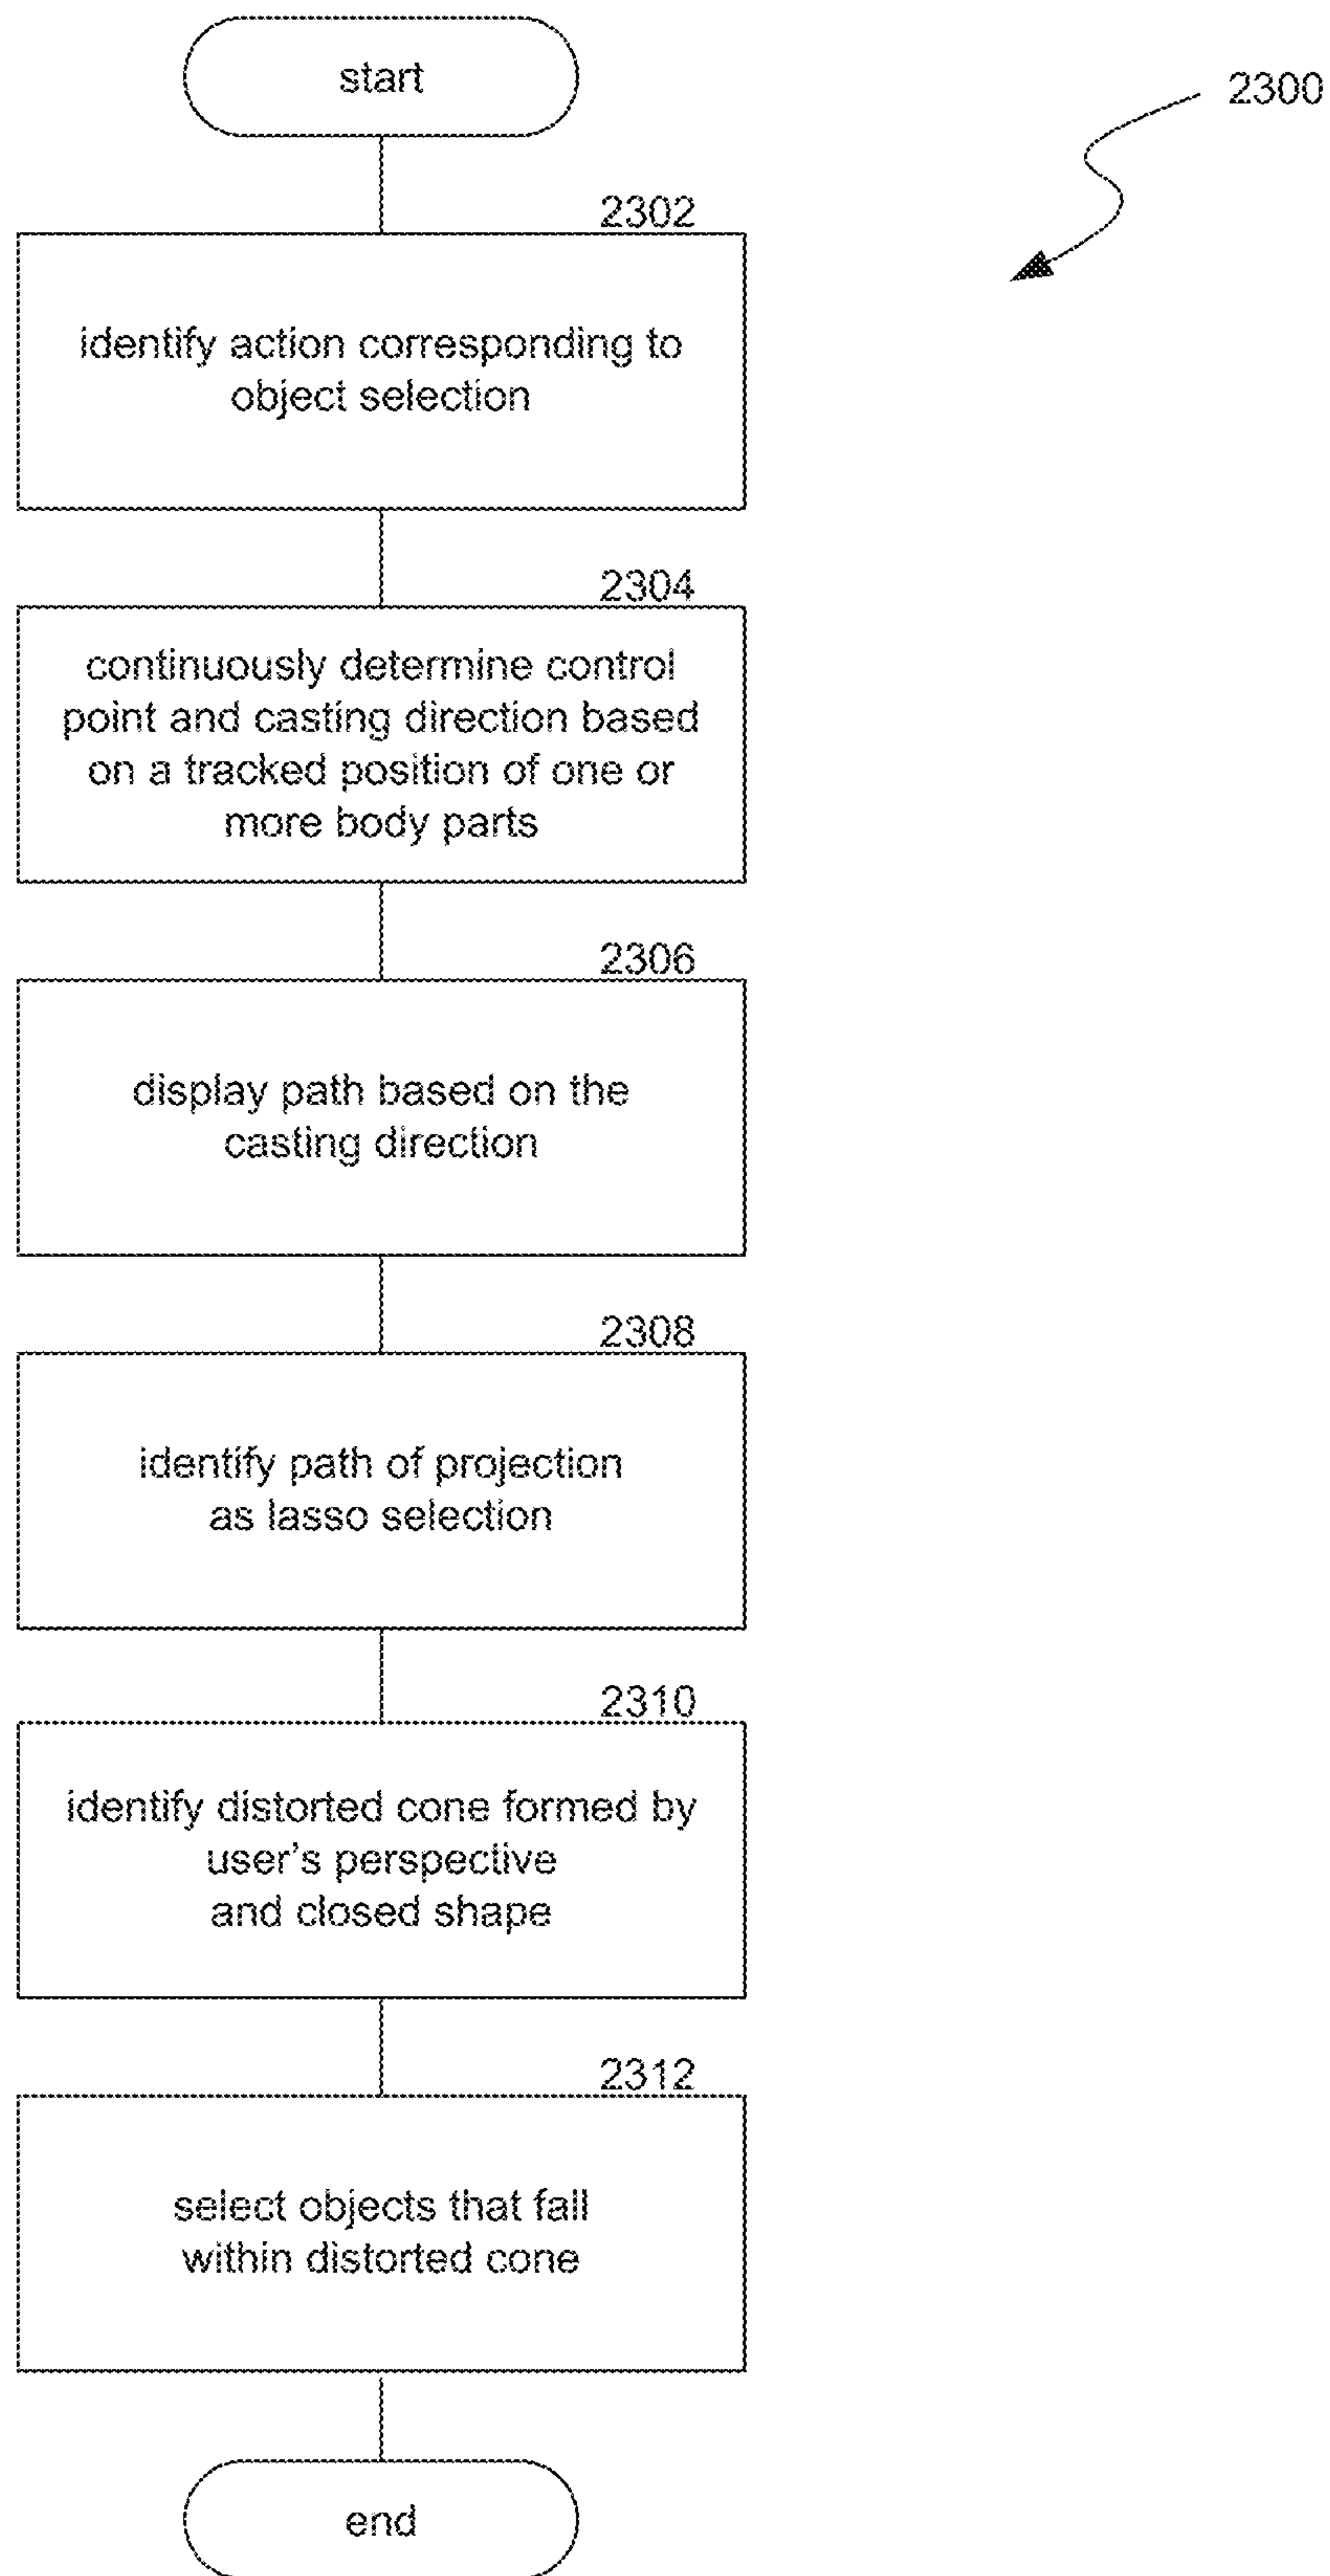 start
2300
2302
identify action corresponding to
object selection
2304
continuously determine control
point and casting direction based
on a tracked position of one or
more body parts
2306
display path based on the
casting direction
2308
identify path of projection
as lasso selection
2310
identify distorted cone formed by
user's perspective
and closed shape
2312
select objects that fall
within distorted cone
end